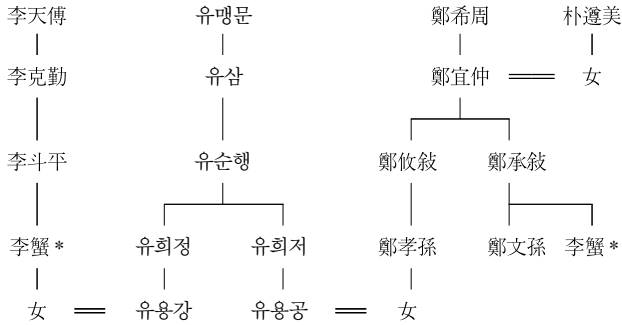 李天傅 유맹문 鄭希周 朴遵美
李克勤 유삼 鄭宜仲 女
李斗平 유순행 鄭攸敍 鄭承敍
李蟹* 유희정 유희저 鄭孝孫 鄭文孫 李蟹*
女 유용강 유용공 女